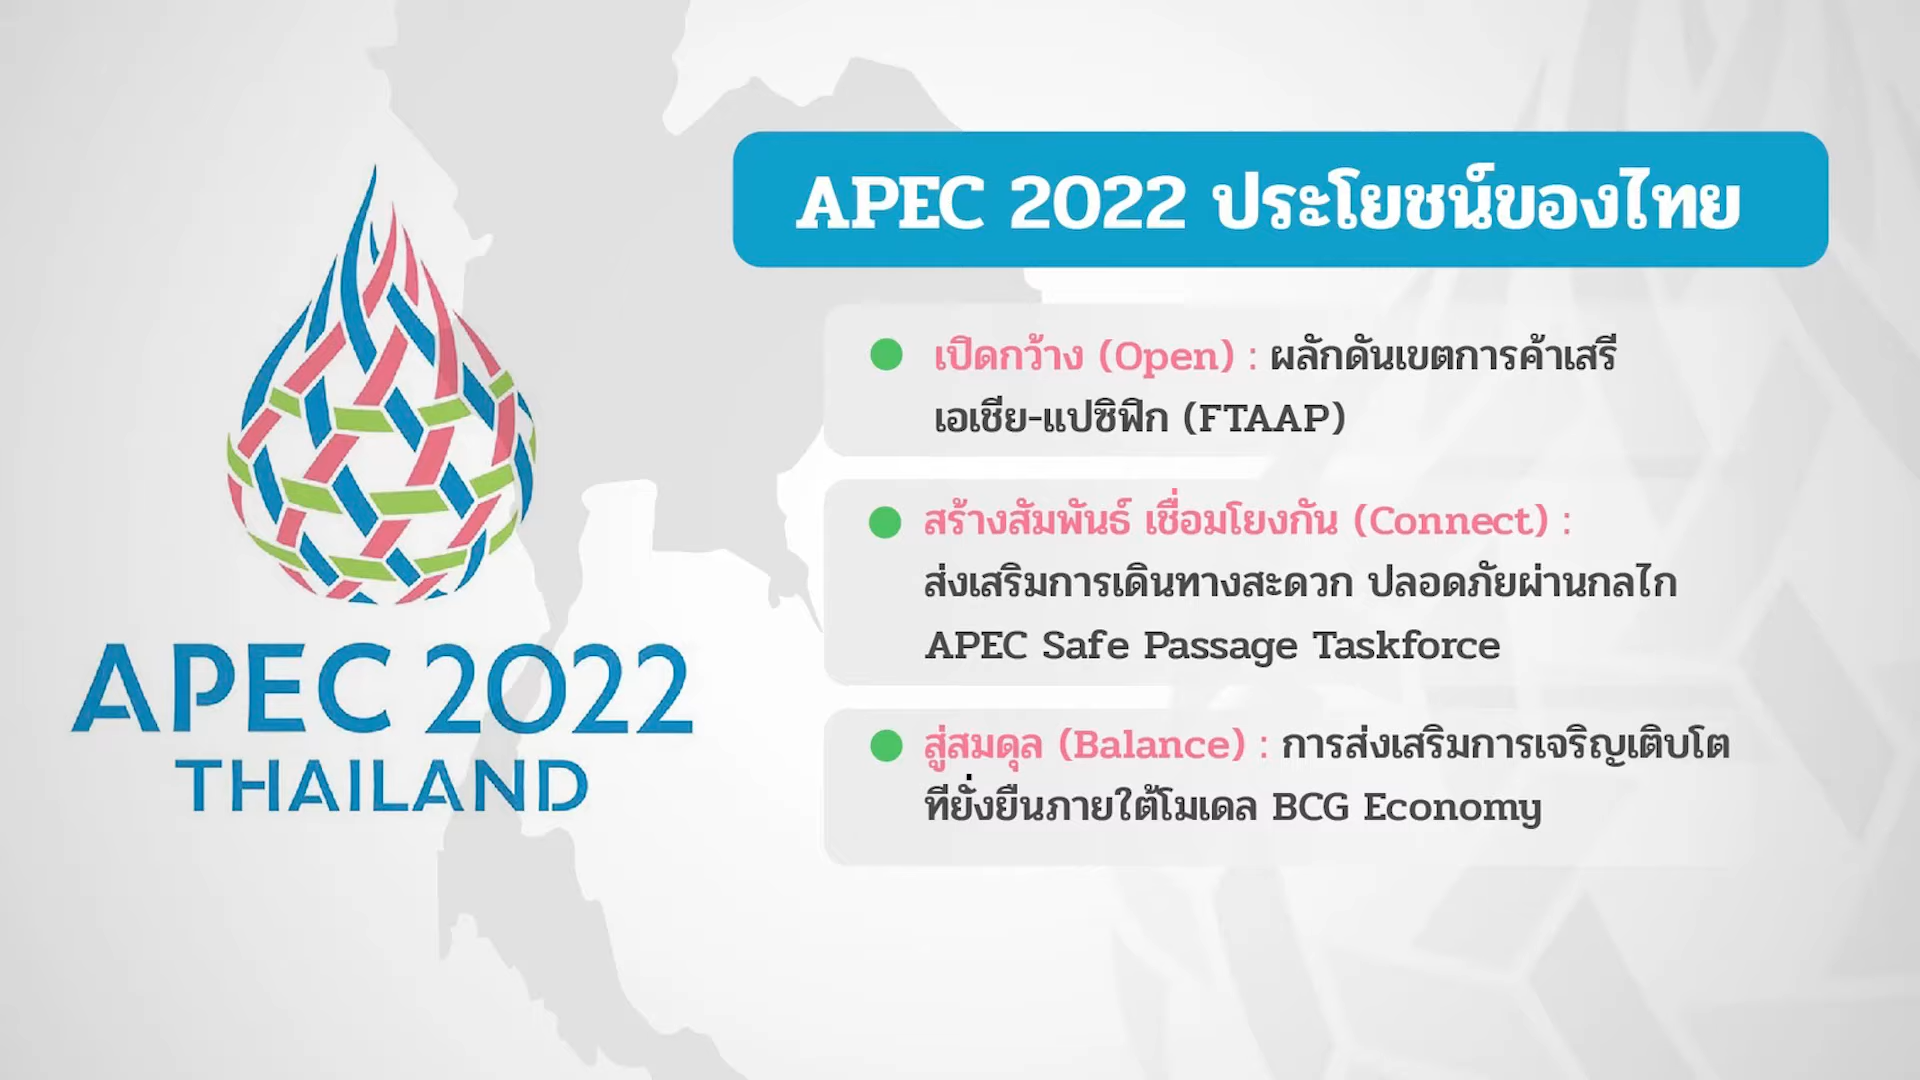 APEC 2022
THAILAND
APEC 2022 ประโยชน์ของไทย
เปิดกว้าง (Open) : ผลักดันเขตการค้าเสรี
เอเชีย-แปซิฟิก (FTAAP)
สร้างสัมพันธ์ เชื่อมโยงกัน (Connect) :
ส่งเสริมการเดินทางสะดวก ปลอดภัยผ่านกลไก
APEC Safe Passage Taskforce
สู่สมดุล (Balance) : การส่งเสริมการเจริญเติบโต
ที่ยั่งยืนภายใต้โมเดล BCG Economy